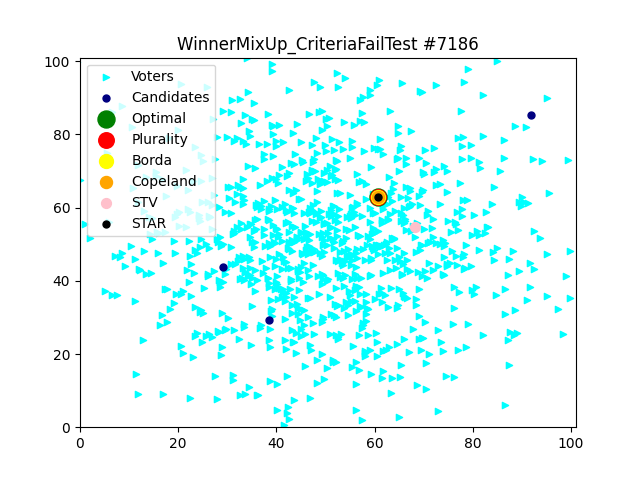 WinnerMixUp_CriteriaFailTest #7186
100
80
60
40
20
0
Voters
Candidates
Optimal
Plurality
Borda
Copeland
STV
STAR
0 20 40 60 80 100